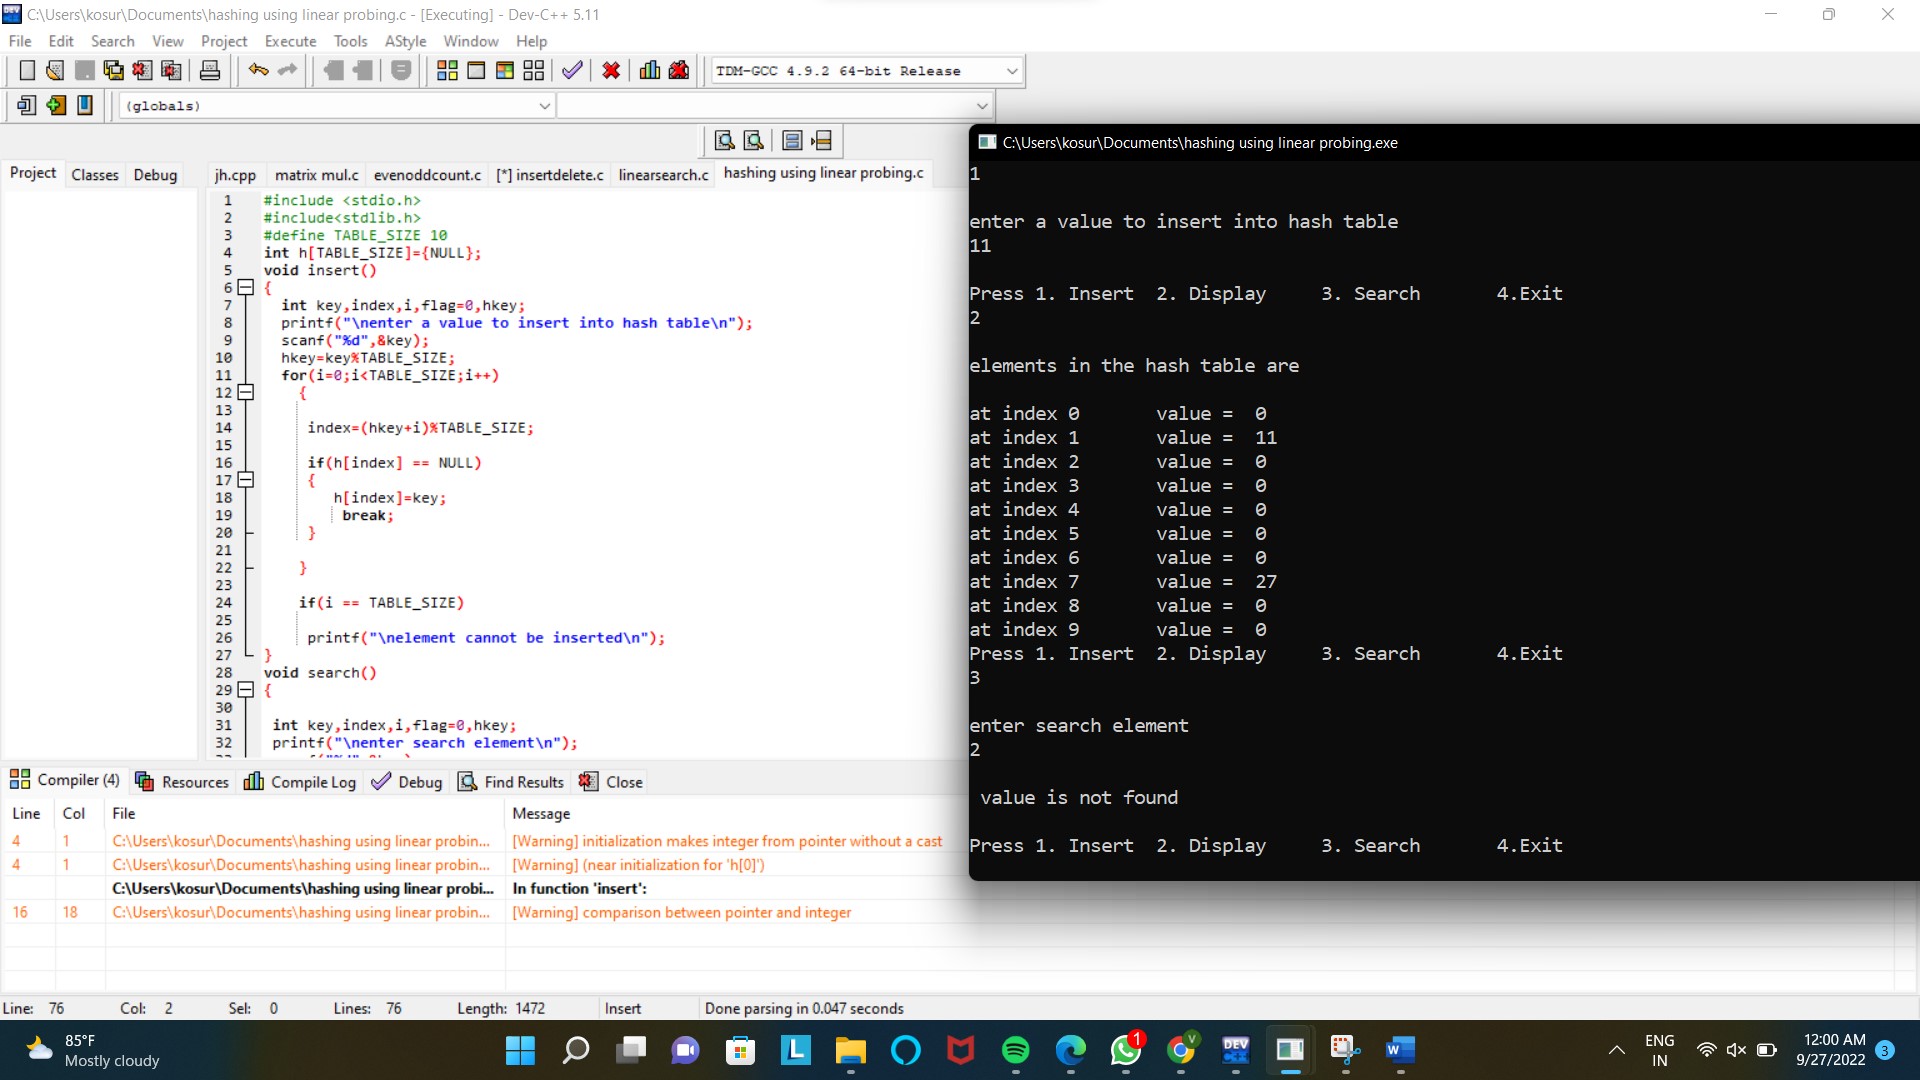 C:\Users\kosur\Documents\hashing using linear probing.c - [Executing] - Dev-C++ 5.11
File Edit Search View Project Execute Tools AStyle Window Help
TDM-GCC 4.9.2 64-bit Release
(globals)
Project Classes Debug
jh.cpp matrix mul.c evenoddcount.c [*] insertdelete.c linearsearch.c hashing using linear probing.c
1 #include <stdio.h>
2 #include<stdlib.h>
3 #define TABLE_SIZE 10
4 int h[TABLE_SIZE]={NULL};
5 void insert()
6 {
7 int key,index,i,flag=0,hkey;
8 printf("\nenter a value to insert into hash table\n");
9 scanf("%d",&key);
10 hkey=key%TABLE_SIZE;
11 for(i=0;i<TABLE_SIZE;i++)
12 {
13
14 index=(hkey+i)%TABLE_SIZE;
15
16 if(h[index] == NULL)
17 {
18 h[index]=key;
19 break;
20 }
21
22 }
23
24 if(i == TABLE_SIZE)
25
26 printf("\nelement cannot be inserted\n");
27 }
28 void search()
29 {
30
31 int key,index,i,flag=0,hkey;
32 printf("\nenter search element\n");
C:\Users\kosur\Documents\hashing using linear probing.exe
1
enter a value to insert into hash table
11
Press 1. Insert 2. Display 3. Search 4.Exit
2
elements in the hash table are
at index 0 value = 0
at index 1 value = 11
at index 2 value = 0
at index 3 value = 0
at index 4 value = 0
at index 5 value = 0
at index 6 value = 0
at index 7 value = 27
at index 8 value = 0
at index 9 value = 0
Press 1. Insert 2. Display 3. Search 4.Exit
3
enter search element
2
value is not found
Press 1. Insert 2. Display 3. Search 4.Exit
Compiler (4) Resources Compile Log Debug Find Results Close
Line Col File Message
4 1 C:\Users\kosur\Documents\hashing using linear probin... [Warning] initialization makes integer from pointer without a cast
4 1 C:\Users\kosur\Documents\hashing using linear probin... [Warning] (near initialization for 'h[0]')
C:\Users\kosur\Documents\hashing using linear probi... In function 'insert':
16 18 C:\Users\kosur\Documents\hashing using linear probin... [Warning] comparison between pointer and integer
Line: 76 Col: 2 Sel: 0 Lines: 76 Length: 1472 Insert Done parsing in 0.047 seconds
85°F
Mostly cloudy
L
1
V
DEV
C++
W
ENG
IN
12:00 AM
9/27/2022
3